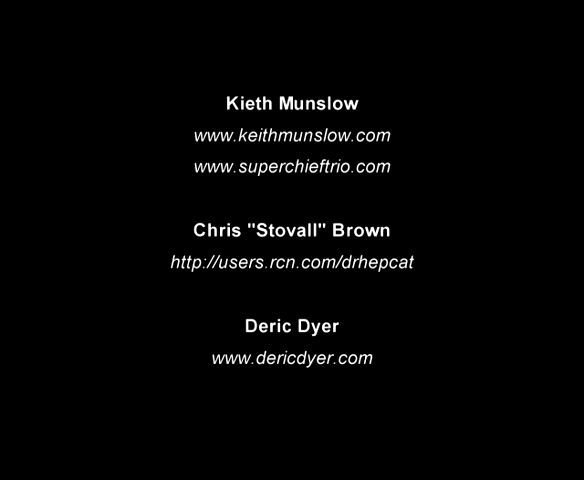 Kieth Munslow
www.keithmunslow.com
www.superchieftrio.com
Chris "Stovall" Brown
http://users.rcn.com/drhepcat
Deric Dyer
www.dericdyer.com